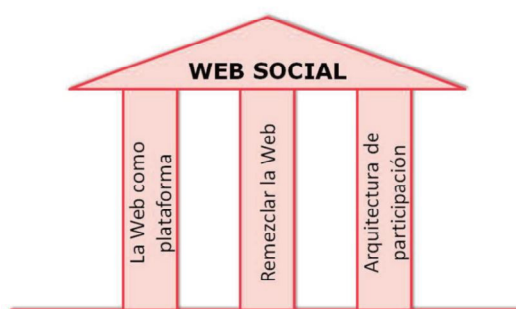 WEB SOCIAL
La Web como
plataforma
Remezclar la Web
Arquitectura de
participación